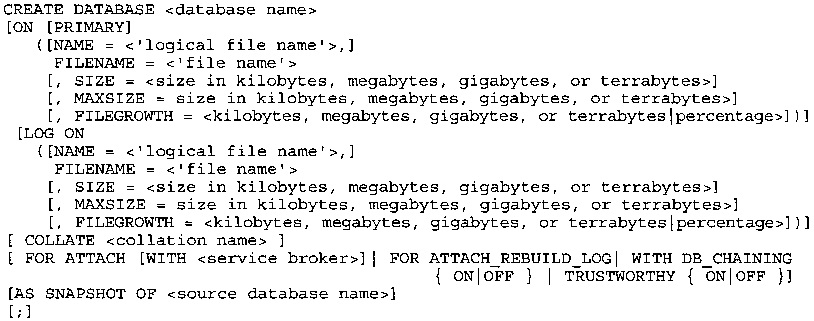 CREATE DATABASE <database name>
[ON [PRIMARY]
([NAME = <'logical file name'>,]
FILENAME = <'file name'>
[, SIZE = <size in kilobytes, megabytes, gigabytes, or terrabytes>]
[, MAXSIZE = size in kilobytes, megabytes, gigabytes, or terrabytes>]
[, FILEGROWTH = <kilobytes, megabytes, gigabytes, or terrabytes|percentage>])]
[LOG ON
([NAME = <'logical file name'>,]
FILENAME = <'file name'>
[, SIZE = <size in kilobytes, megabytes, gigabytes, or terrabytes>]
[, MAXSIZE = size in kilobytes, megabytes, gigabytes, or terrabytes>]
[, FILEGROWTH = <kilobytes, megabytes, gigabytes, or terrabytes|percentage>])]
[ COLLATE <collation name> ]
[ FOR ATTACH [WITH <service broker>]| FOR ATTACH_REBUILD_LOG| WITH DB_CHAINING
{ ON|OFF } | TRUSTWORTHY { ON|OFF }]
[AS SNAPSHOT OF <source database name>]
[;]